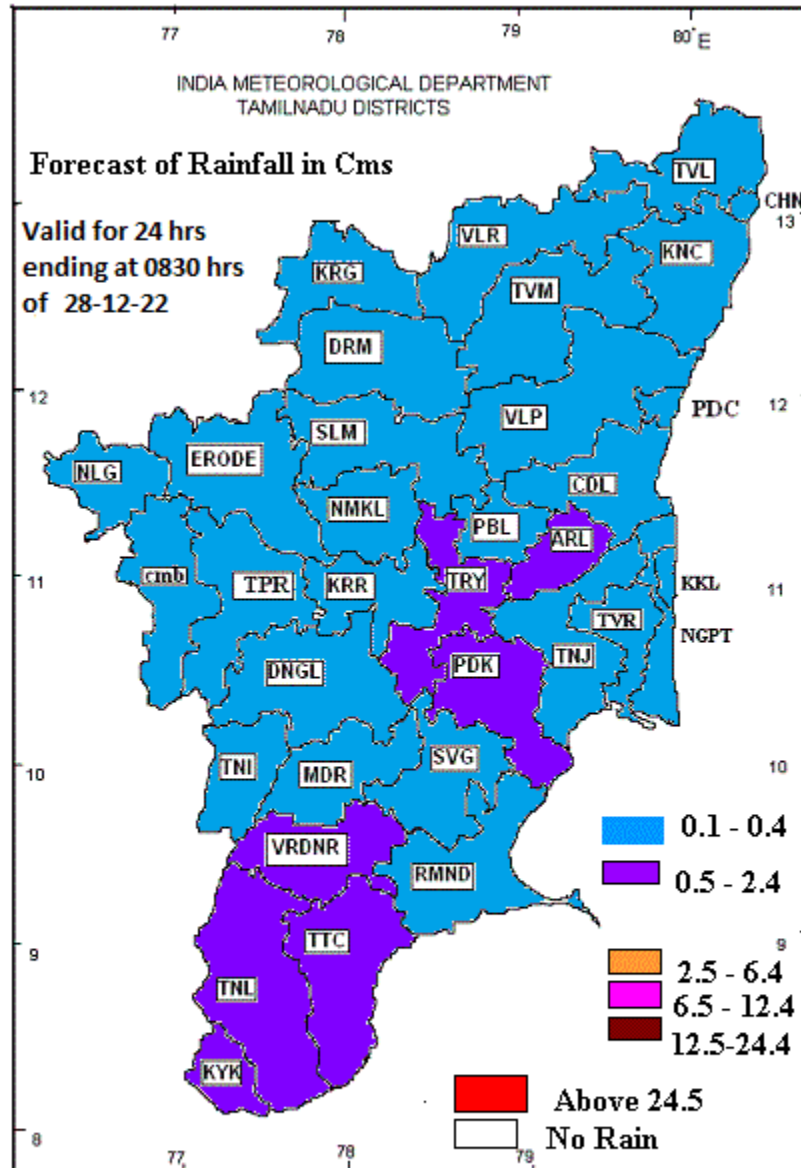 77 78 79 80°E
INDIA METEOROLOGICAL DEPARTMENT
TAMILNADU DISTRICTS
Forecast of Rainfall in Cms
Valid for 24 hrs
ending at 0830 hrs
of 28-12-22
TVL
CHN
13
VLR
KNC
KRG
TVM
DRM
12
12
PDC
VLP
SLM
ERODE
NLG
CDL
NMKL
PBL
ARL
11
cmb
TPR
KRR
TRY
KKL
11
TVR
NGPT
TNJ
DNGL
PDK
10
TNI
MDR
SVG
10
VRDNR
RMND
0.1 - 0.4
0.5 - 2.4
9
TTC
9
TNL
2.5 - 6.4
6.5 - 12.4
12.5-24.4
KYK
Above 24.5
No Rain
8
77 78 79